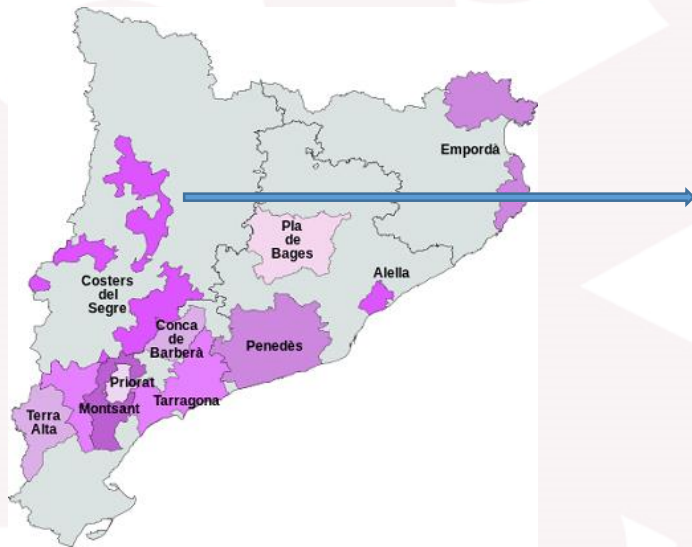 Empordà
Pla
de
Bages
Alella
Costers
del
Segre
Conca
de
Barberà
Penedès
Priorat
Montsant
Tarragona
Terra
Alta